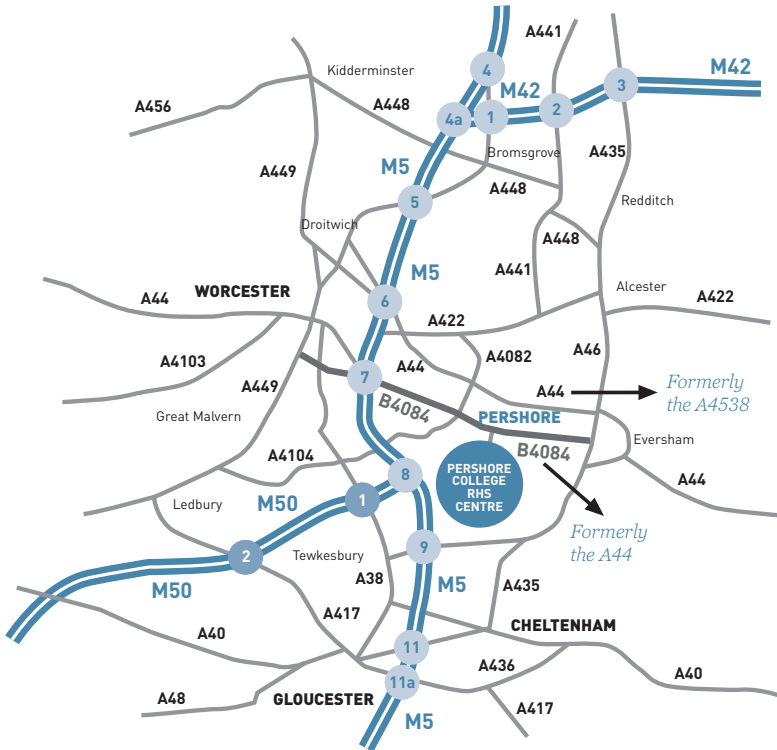 A441
4
3
M42
Kidderminster
M42
A456
A448
4a
1
2
Bromsgrove
A435
M5
A449
A448
5
Redditch
Droitwich
A448
M5
A441
Alcester
A44
WORCESTER
6
A422
A422
A4103
A44
A4082
A46
7
A449
A44
Formerly
the A4538
B4084
PERSHORE
Great Malvern
B4084
Eversham
A4104
8
PERSHORE
COLLEGE
RHS
CENTRE
A44
Ledbury
M50
1
Formerly
the A44
2
Tewkesbury
9
M50
A38
M5
A435
A417
CHELTENHAM
A40
11
A436
A40
A48
GLOUCESTER
11a
M5
A417